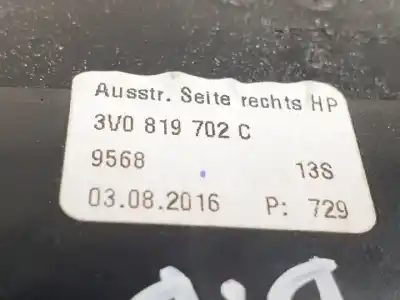 Ausstr. Seite rechts HP
3V0 819 702 C
9568 13S
03.08.2016 P: 729